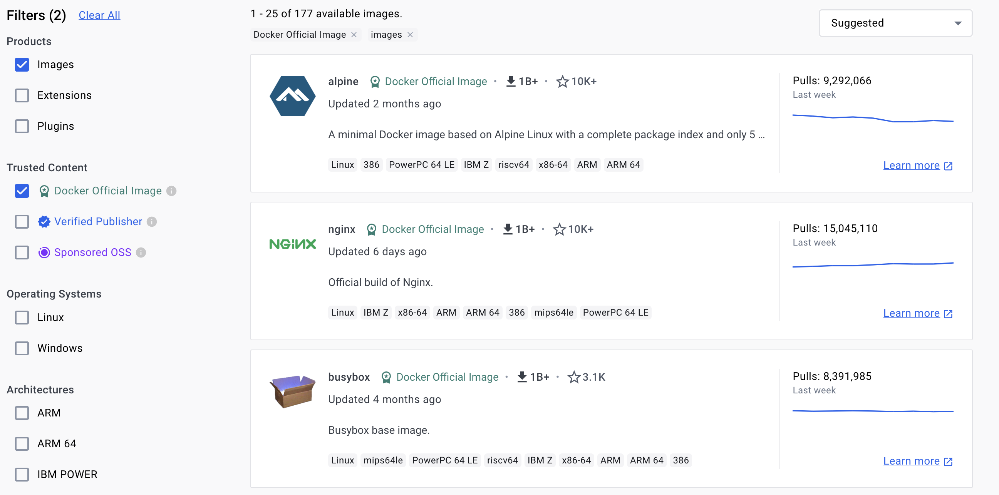 Filters (2) Clear All
Products
Images
Extensions
Plugins
Trusted Content
Docker Official Image
Verified Publisher
Sponsored OSS
Operating Systems
Linux
Windows
Architectures
ARM
ARM 64
IBM POWER
1 - 25 of 177 available images.
Suggested
Docker Official Image images
alpine Docker Official Image • 1B+ • 10K+
Updated 2 months ago
A minimal Docker image based on Alpine Linux with a complete package index and only 5 ...
Linux 386 PowerPC 64 LE IBM Z riscv64 x86-64 ARM ARM 64
Pulls: 9,292,066
Last week
Learn more
NGINX
nginx Docker Official Image • 1B+ • 10K+
Updated 6 days ago
Official build of Nginx.
Linux IBM Z x86-64 ARM ARM 64 386 mips64le PowerPC 64 LE
Pulls: 15,045,110
Last week
Learn more
busybox Docker Official Image • 1B+ • 3.1K
Updated 4 months ago
Busybox base image.
Linux mips64le PowerPC 64 LE riscv64 IBM Z x86-64 ARM ARM 64 386
Pulls: 8,391,985
Last week
Learn more